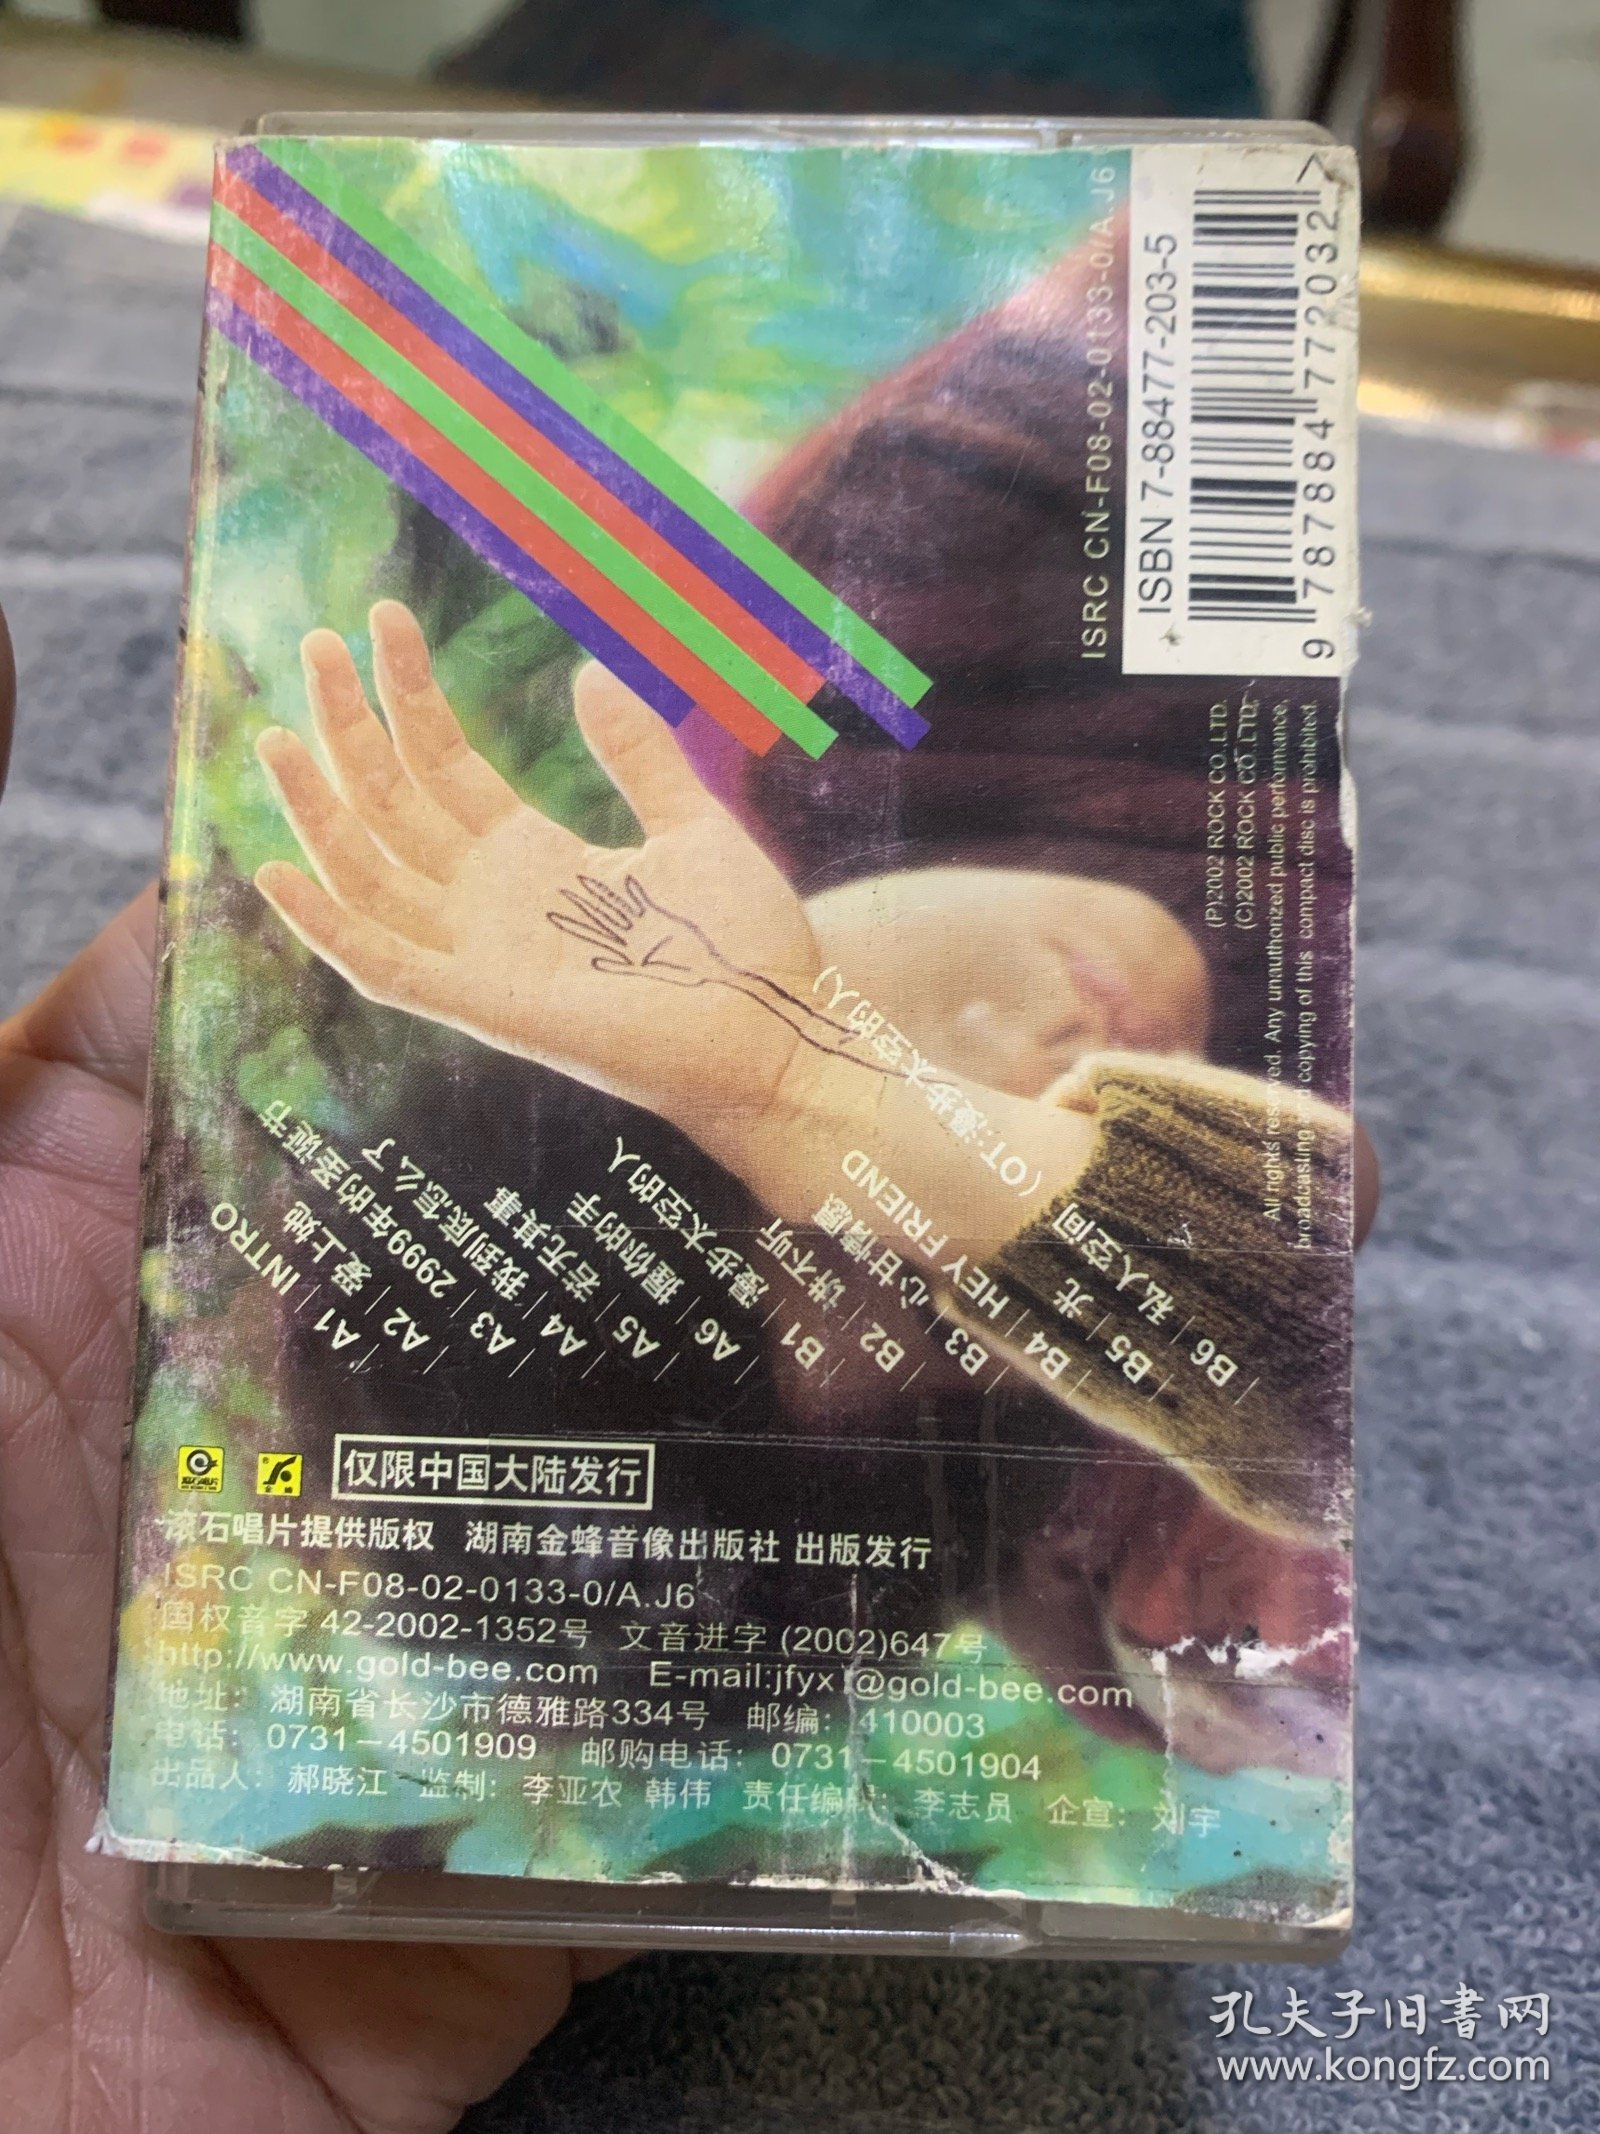 ISRC CN-F08-02-0133-0/A.J6
ISBN 7-88477-203-5
9 787884 772032 >
(P)2002 ROCK CO.LTD.
(C)2002 ROCK CO.LTD.
All rights reserved. Any unauthorized public performance,
broadcasting and copying of this compact disc is prohibited.
A1 / INTRO
A2 / 爱上她
A3 / 2999年的圣诞节
A4 / 我到底怎么了
A5 / 若无其事
A6 / 握你的手
B1 / 漫步太空的人
B2 / 讲不听
B3 / 心甘情愿
B4 / HEY FRIEND
(OT:漫步太空的人)
B5 / 光
B6 / 私人空间
仅限中国大陆发行
滚石唱片提供版权 湖南金蜂音像出版社 出版发行
ISRC CN-F08-02-0133-0/A.J6
国权音字 42-2002-1352号 文音进字 (2002)647号
http://www.gold-bee.com E-mail:jfyx1@gold-bee.com
地址：湖南省长沙市德雅路334号 邮编：410003
电话：0731－4501909 邮购电话：0731－4501904
出品人：郝晓江 监制：李亚农 韩伟 责任编辑：李志员 企宣：刘宇
孔夫子旧书网
www.kongfz.com